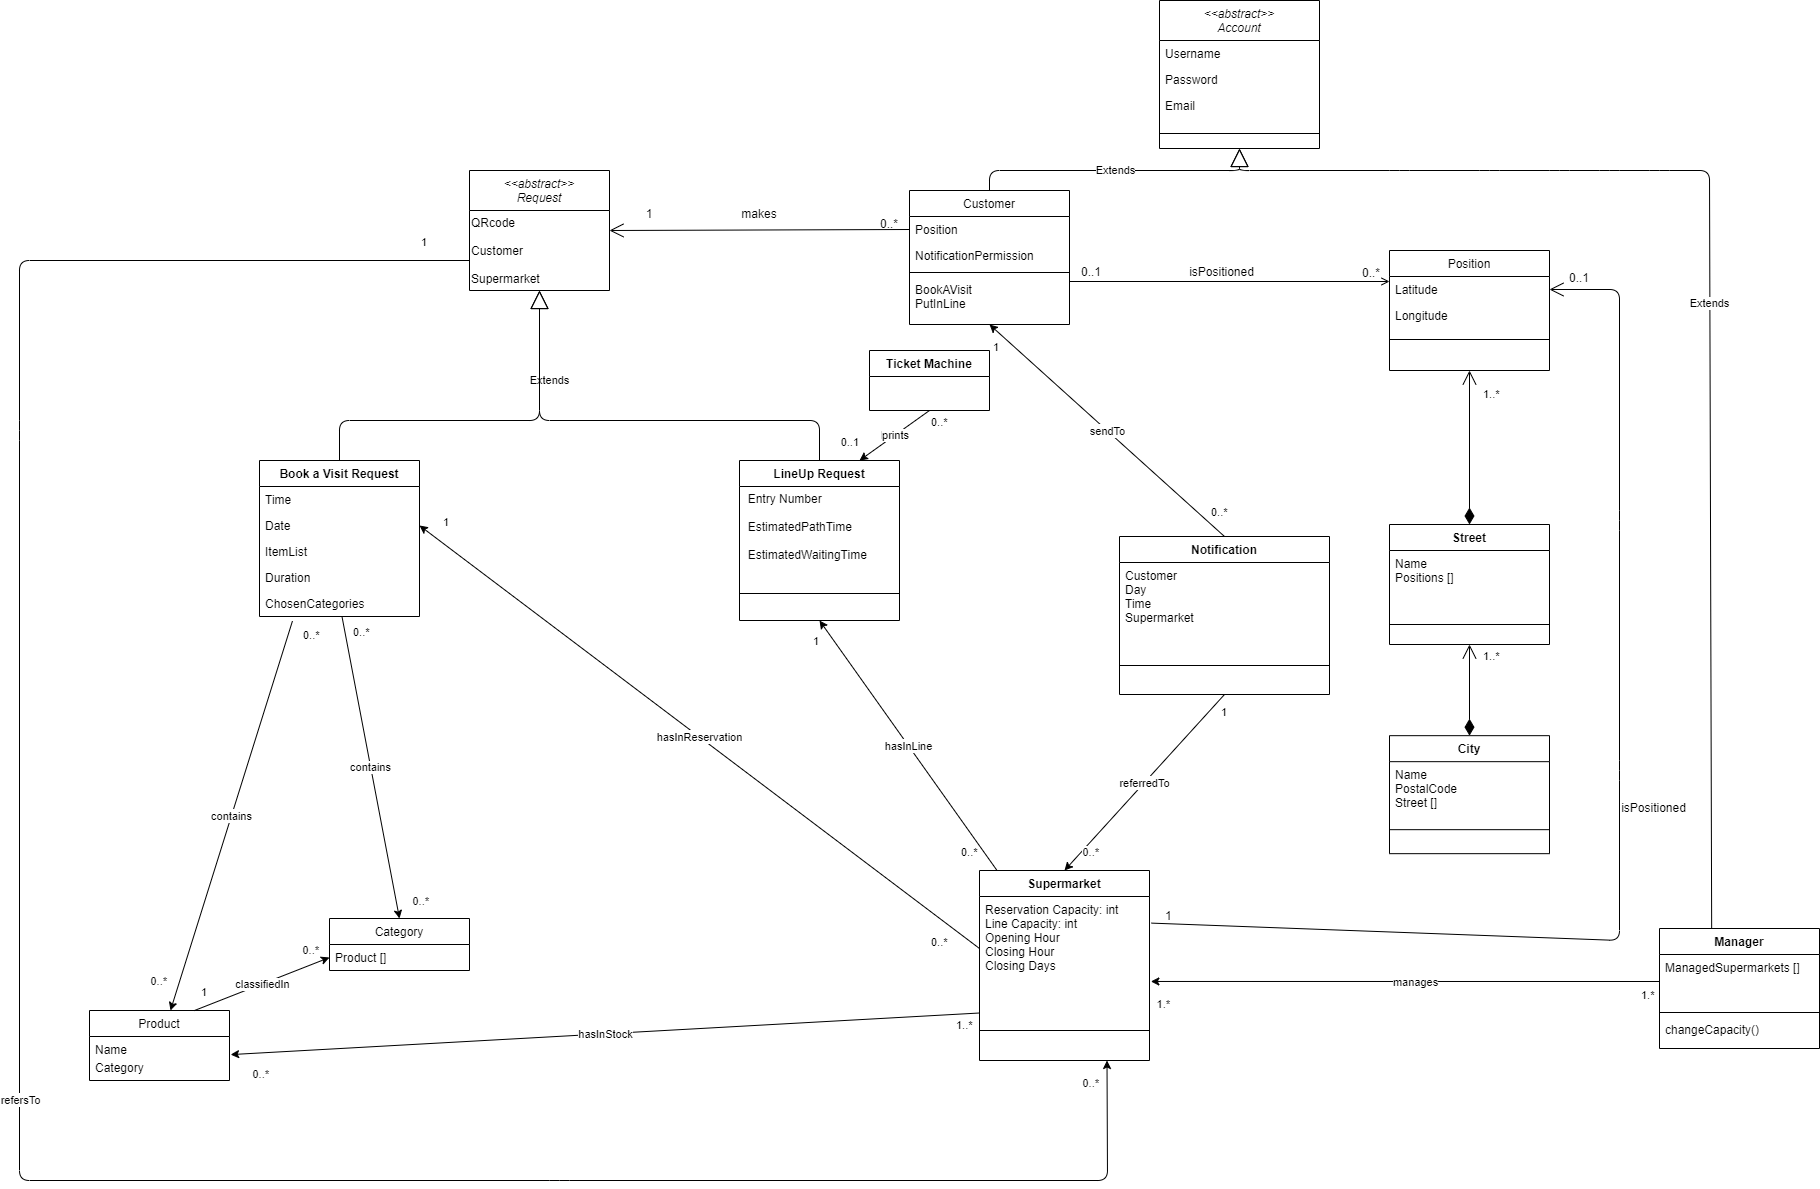 <<abstract>>
Account
Username
Password
Email
Extends
<<abstract>>
Request
QRcode
Customer
Supermarket
1
makes
0..*
Customer
Position
NotificationPermission
BookAVisit
PutInLine
0..1
isPositioned
0..*
Position
Latitude
Longitude
0..1
Extends
1
Extends
Ticket Machine
0..*
prints
0..1
1
sendTo
0..*
1..*
Book a Visit Request
Time
Date
ItemList
Duration
ChosenCategories
1
LineUp Request
Entry Number
EstimatedPathTime
EstimatedWaitingTime
1
Notification
Customer
Day
Time
Supermarket
1
Street
Name
Positions []
1..*
0..*
0..*
hasInReservation
hasInLine
referredTo
City
Name
PostalCode
Street []
isPositioned
contains
contains
0..*
0..*
0..*
0..*
Supermarket
Reservation Capacity: int
Line Capacity: int
Opening Hour
Closing Hour
Closing Days
1
Category
Product []
0..*
classifiedIn
1
0..*
Product
Name
Category
hasInStock
1..*
0..*
manages
1.*
1.*
Manager
ManagedSupermarkets []
changeCapacity()
0..*
refersTo